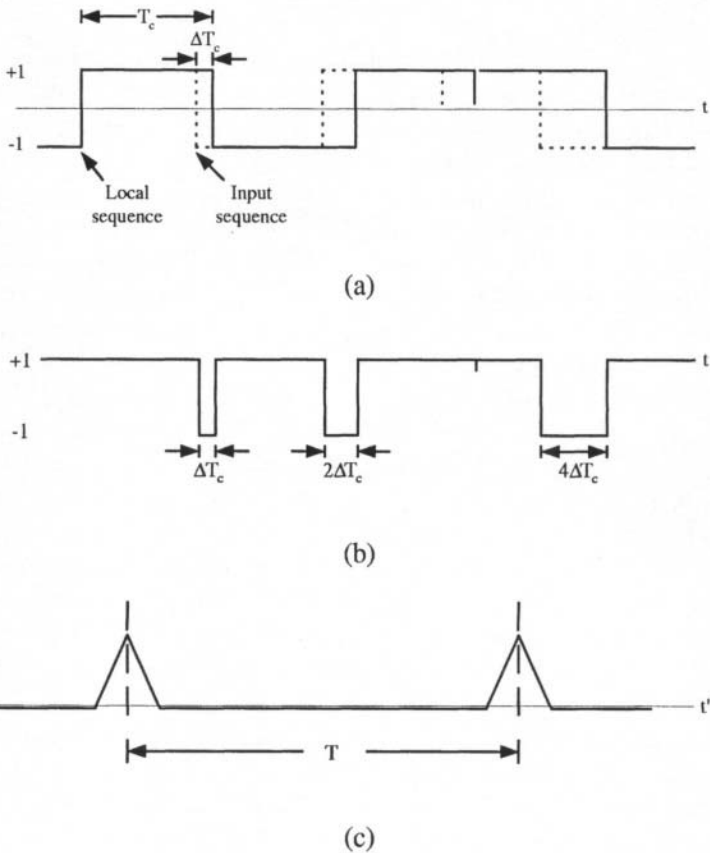 T_c
ΔT_c
+1
t
-1
Local
sequence
Input
sequence
(a)
+1
t
-1
ΔT_c
2ΔT_c
4ΔT_c
(b)
t'
T
(c)